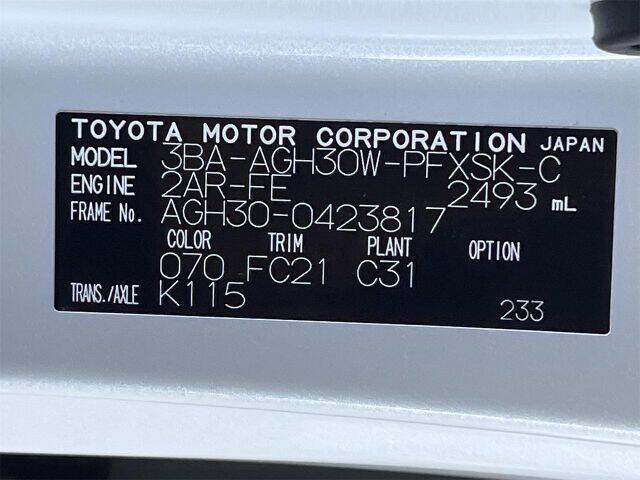 TOYOTA MOTOR CORPORATION JAPAN
MODEL 3BA-AGH30W-PFXSK-C
ENGINE 2AR-FE 2493 mL
FRAME No. AGH30-0423817
COLOR TRIM PLANT OPTION
070 FC21 C31
TRANS./AXLE K115 233